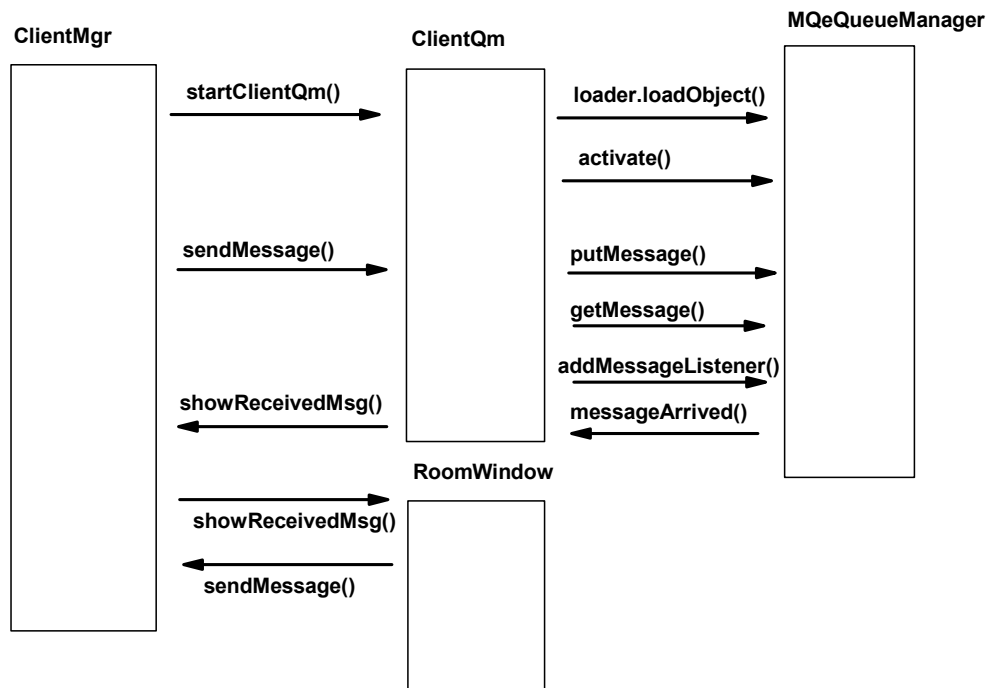 MQeQueueManager
ClientMgr
ClientQm
startClientQm()
loader.loadObject()
activate()
sendMessage()
putMessage()
getMessage()
addMessageListener()
showReceivedMsg()
messageArrived()
RoomWindow
showReceivedMsg()
sendMessage()